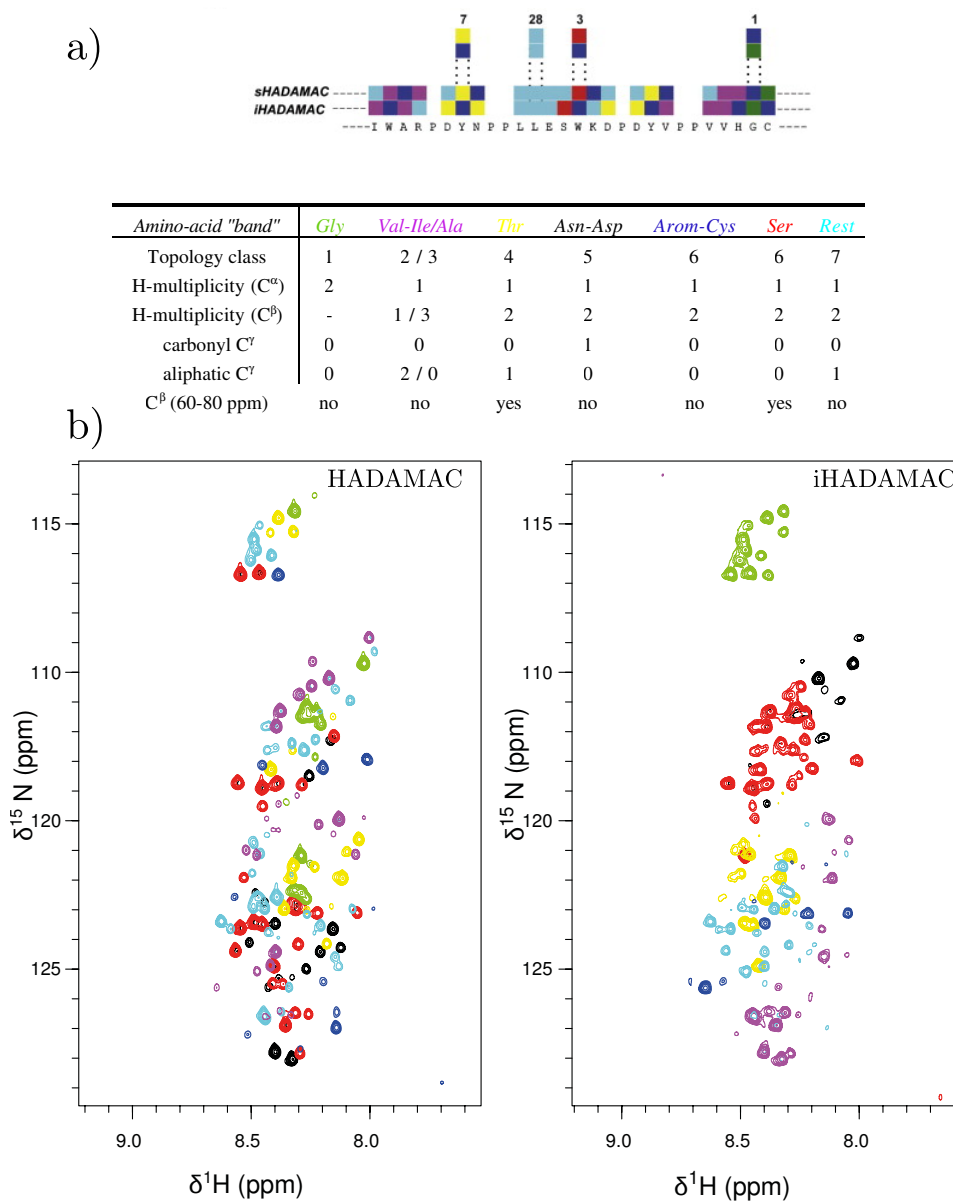 a)
7 28 3 1
sHADAMAC
iHADAMAC
I W A R P D Y N P P L L E S W K D P D Y V P P V V H G C
Amino-acid "band" Gly Val-Ile/Ala Thr Asn-Asp Arom-Cys Ser Rest
Topology class 1 2 / 3 4 5 6 6 7
H-multiplicity (Cα) 2 1 1 1 1 1 1
H-multiplicity (Cβ) - 1 / 3 2 2 2 2 2
carbonyl Cγ 0 0 0 1 0 0 0
aliphatic Cγ 0 2 / 0 1 0 0 0 1
Cβ (60-80 ppm) no no yes no no yes no
b)
HADAMAC
115
110
120
125
δ15 N (ppm)
9.0 8.5 8.0
δ1H (ppm)
iHADAMAC
115
110
120
125
δ15 N (ppm)
9.0 8.5 8.0
δ1H (ppm)